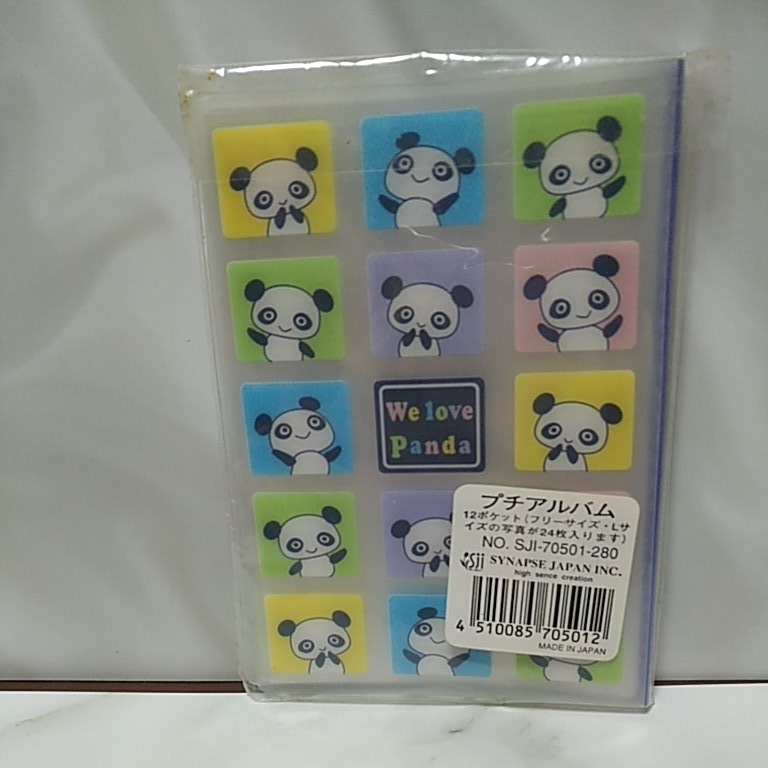 We love
Panda
プチアルバム
12ポケット(フリーサイズ・Lサ
イズの写真が24枚入ります)
NO. SJI-70501-280
Sji SYNAPSE JAPAN INC.
high sence creation
4 510085 705012
MADE IN JAPAN